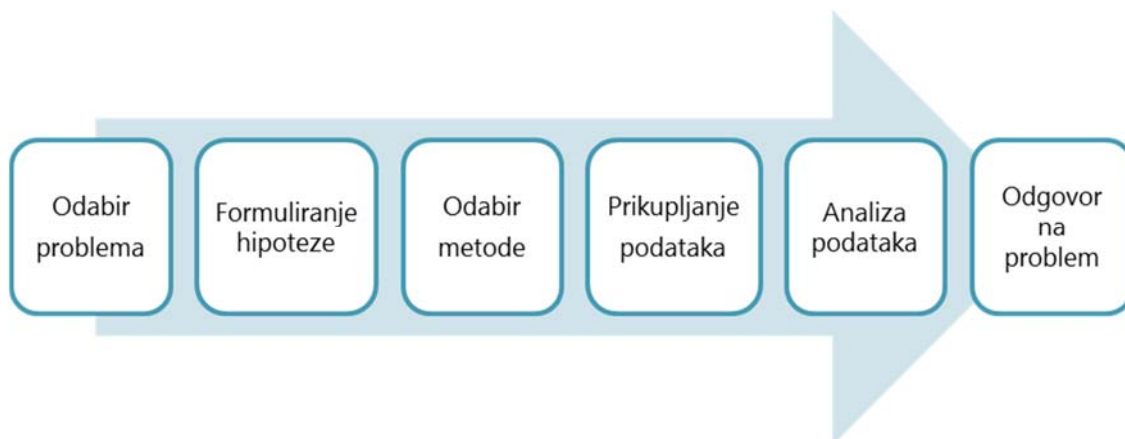 Odabir
problema
Formuliranje
hipoteze
Odabir
metode
Prikupljanje
podataka
Analiza
podataka
Odgovor
na
problem